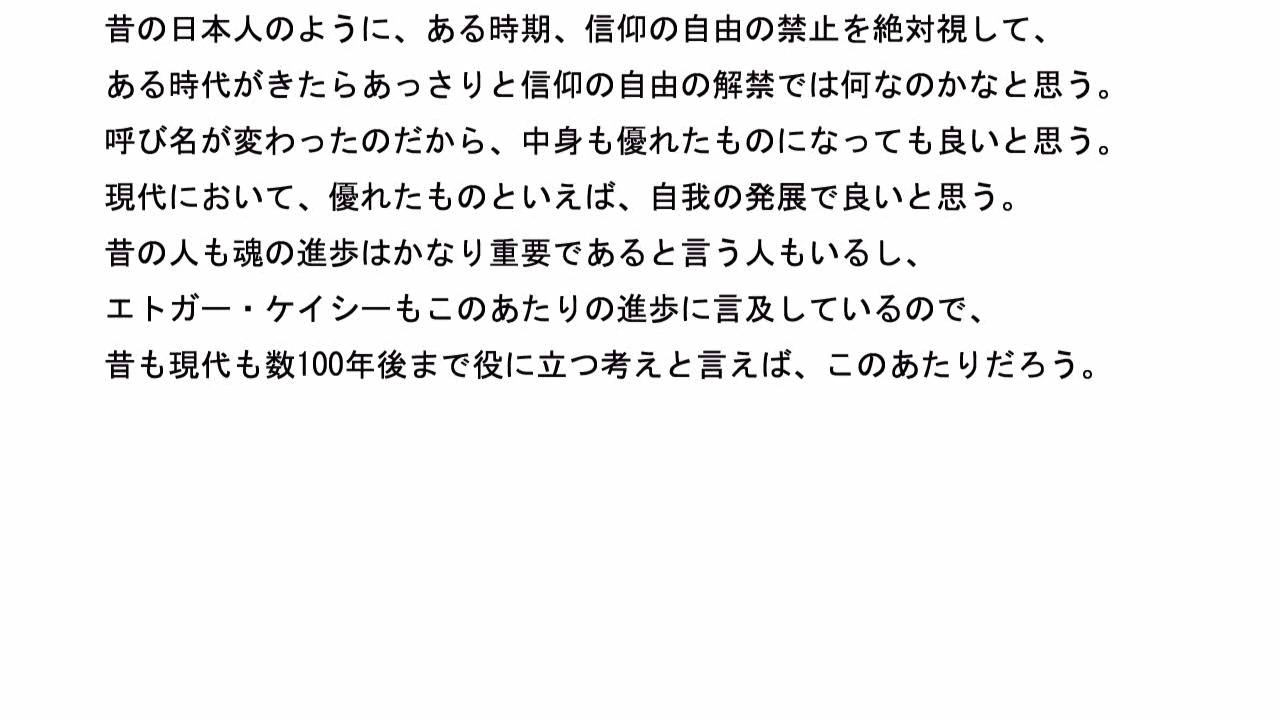 昔の日本人のように、ある時期、信仰の自由の禁止を絶対視して、
ある時代がきたらあっさりと信仰の自由の解禁では何なのかなと思う。
呼び名が変わったのだから、中身も優れたものになっても良いと思う。
現代において、優れたものといえば、自我の発展で良いと思う。
昔の人も魂の進歩はかなり重要であると言う人もいるし、
エトガー・ケイシーもこのあたりの進歩に言及しているので、
昔も現代も数100年後まで役に立つ考えと言えば、このあたりだろう。